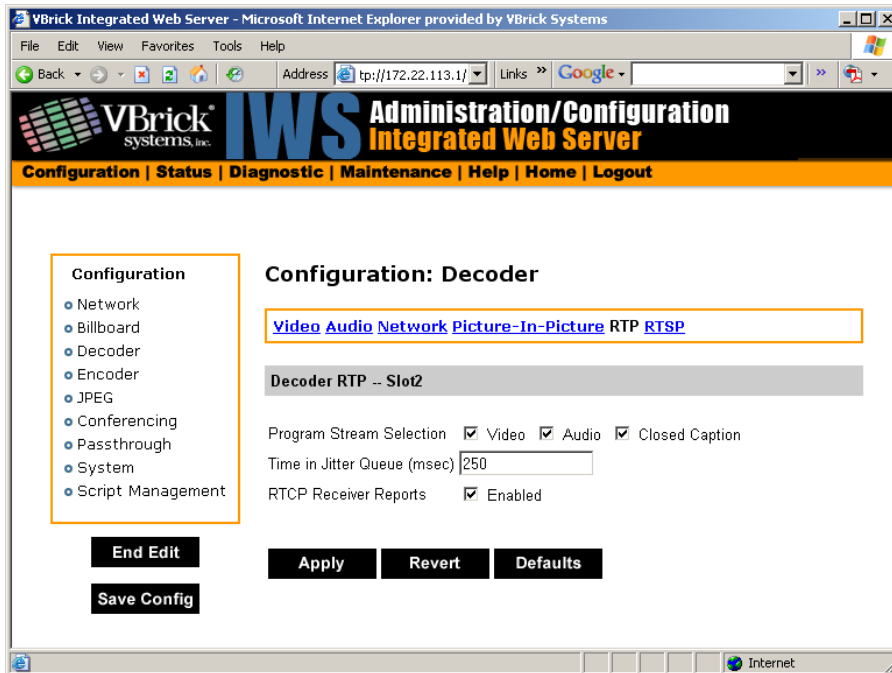 VBrick Integrated Web Server - Microsoft Internet Explorer provided by VBrick Systems
File Edit View Favorites Tools Help
Back Address tp://172.22.113.1/ Links » Google »
VBrick systems, inc. IWS Administration/Configuration
Integrated Web Server
Configuration | Status | Diagnostic | Maintenance | Help | Home | Logout
Configuration
Network
Billboard
Decoder
Encoder
JPEG
Conferencing
Passthrough
System
Script Management
End Edit
Save Config
Configuration: Decoder
Video Audio Network Picture-In-Picture RTP RTSP
Decoder RTP -- Slot2
Program Stream Selection Video Audio Closed Caption
Time in Jitter Queue (msec) 250
RTCP Receiver Reports Enabled
Apply Revert Defaults
Internet